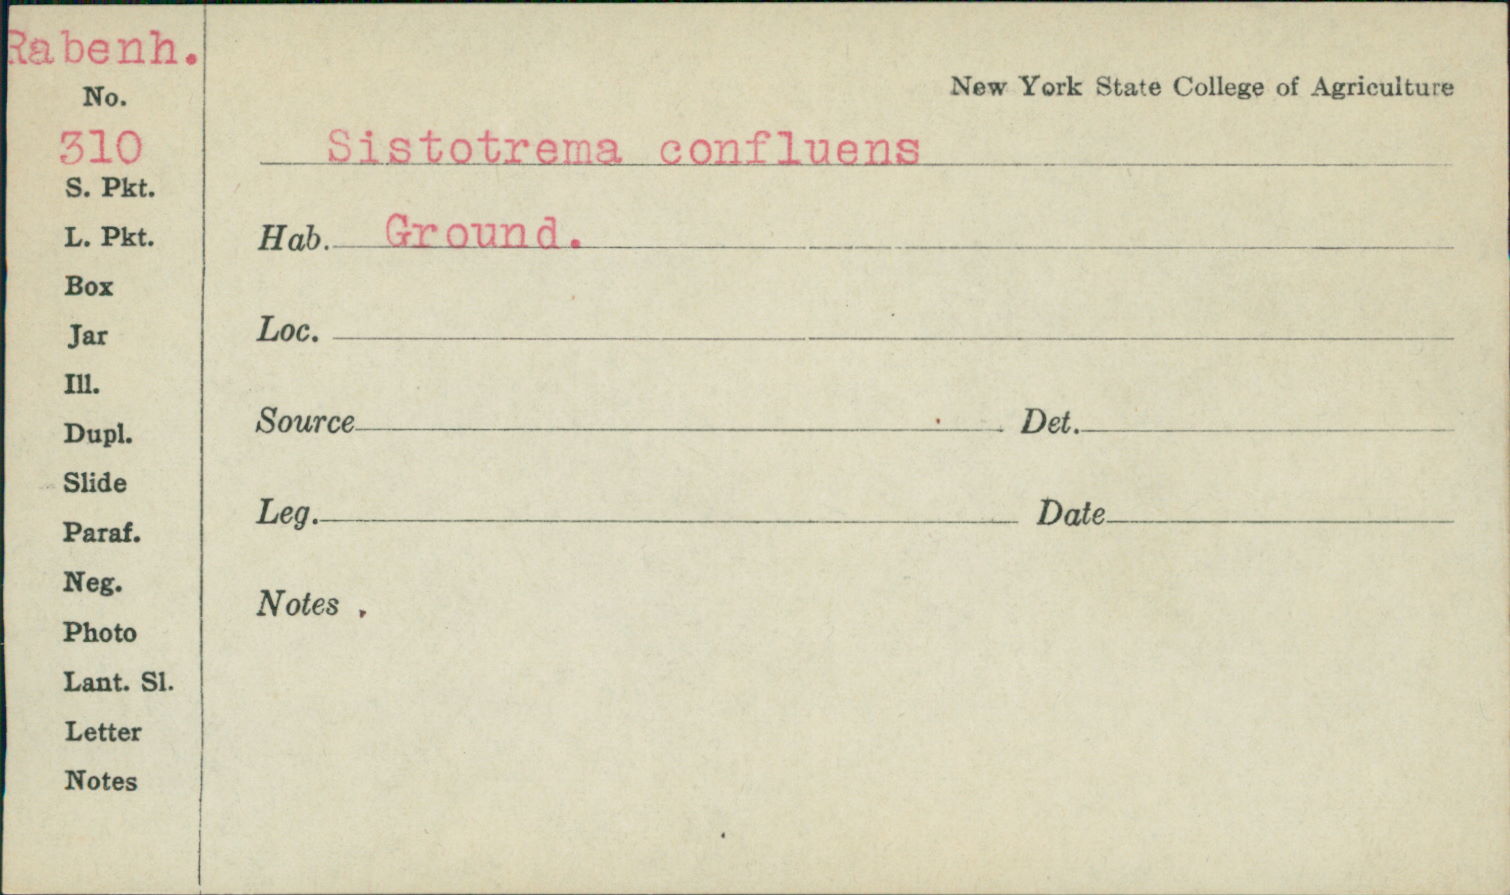 Rabenh.
No.
310
S. Pkt.
L. Pkt.
Box
Jar
Ill.
Dupl.
Slide
Paraf.
Neg.
Photo
Lant. Sl.
Letter
Notes
New York State College of Agriculture
Sistotrema confluens
Hab. Ground.
Loc.
Source Det.
Leg. Date
Notes